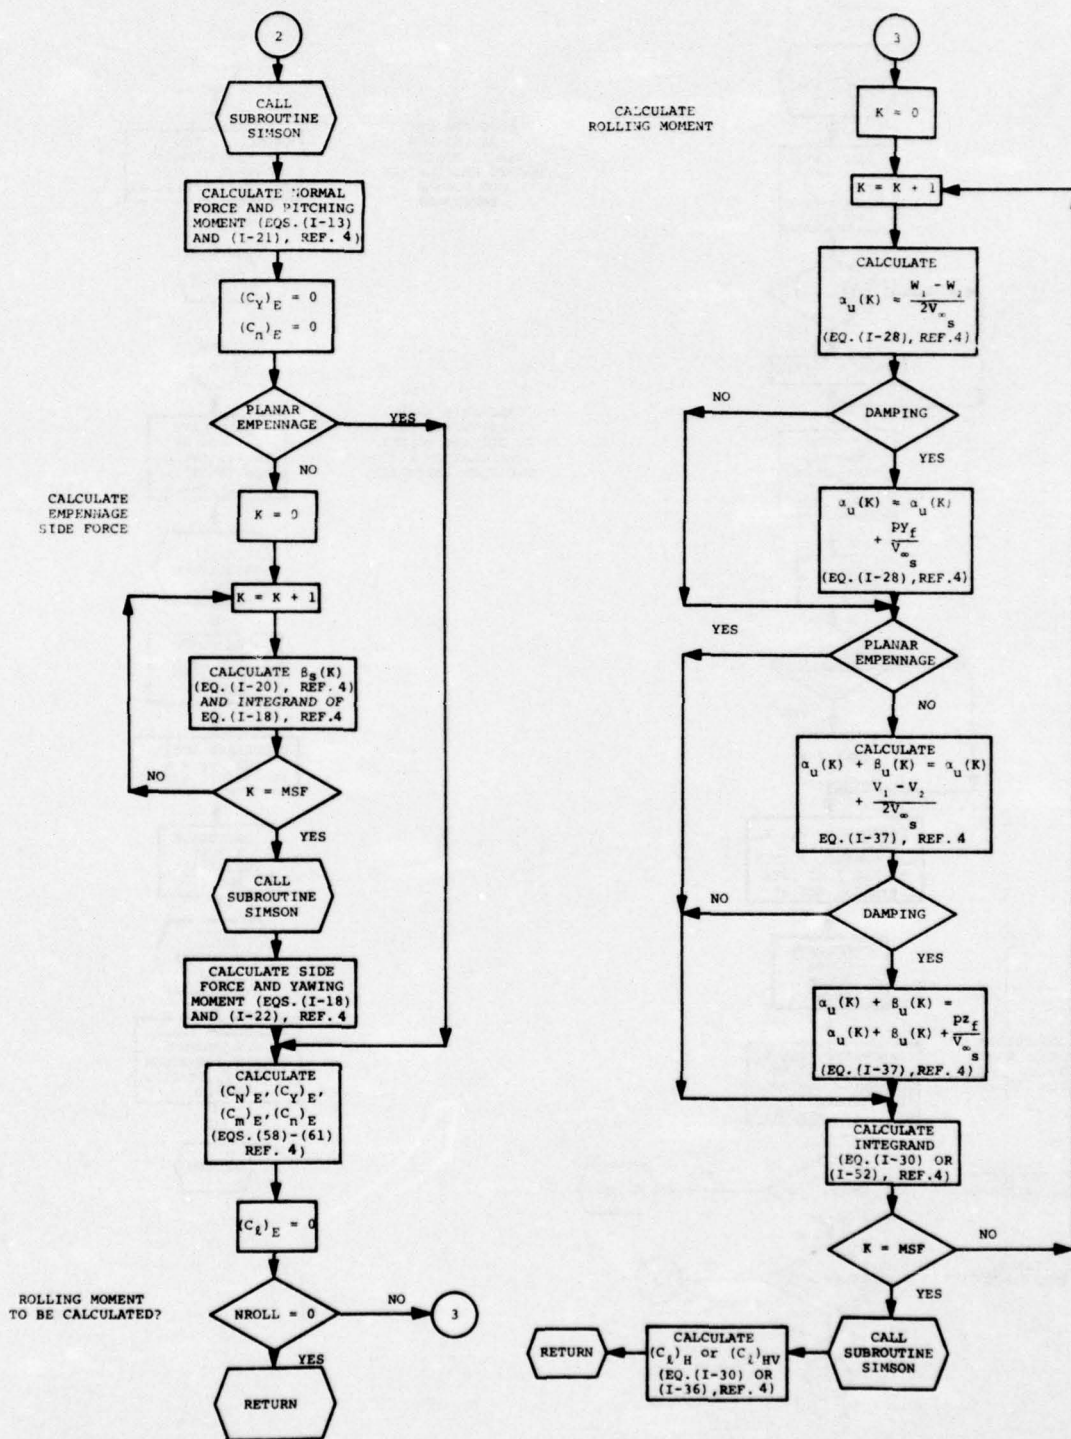 2
CALL
SUBROUTINE
SIMSON
CALCULATE NORMAL
FORCE AND PITCHING
MOMENT (EQS.(I-13)
AND (I-21), REF. 4)
(C_Y)_E = 0
(C_n)_E = 0
PLANAR
EMPENNAGE
YES
NO
CALCULATE
EMPENNAGE
SIDE FORCE
K = 0
K = K + 1
CALCULATE β_s(K)
(EQ.(I-20), REF. 4)
AND INTEGRAND OF
EQ.(I-18), REF.4
NO
K = MSF
YES
CALL
SUBROUTINE
SIMSON
CALCULATE SIDE
FORCE AND YAWING
MOMENT (EQS.(I-18)
AND (I-22), REF. 4
CALCULATE
(C_N)_E,(C_Y)_E,
(C_m)_E,(C_n)_E
(EQS.(58)-(61)
REF. 4)
(C_ℓ)_E = 0
ROLLING MOMENT
TO BE CALCULATED?
NROLL = 0
NO
3
YES
RETURN
3
CALCULATE
ROLLING MOMENT
K = 0
K = K + 1
CALCULATE
α_u(K) = W_1 - W_2
2V_∞_s
(EQ.(I-28), REF.4)
NO
DAMPING
YES
α_u(K) = α_u(K)
+ py_f
V_∞_s
(EQ.(I-28),REF.4)
YES
PLANAR
EMPENNAGE
NO
CALCULATE
α_u(K) + β_u(K) = α_u(K)
+ V_1 - V_2
2V_∞_s
EQ.(I-37), REF. 4
NO
DAMPING
YES
α_u(K) + β_u(K) =
α_u(K)+ β_u(K) + pz_f
V_∞_s
(EQ.(I-37),REF. 4)
CALCULATE
INTEGRAND
(EQ.(I-30) OR
(I-52), REF.4)
K = MSF
NO
YES
CALL
SUBROUTINE
SIMSON
CALCULATE
(C_ℓ)_H or (C_ℓ)_HV
(EQ.(I-30) OR
(I-36),REF. 4)
RETURN